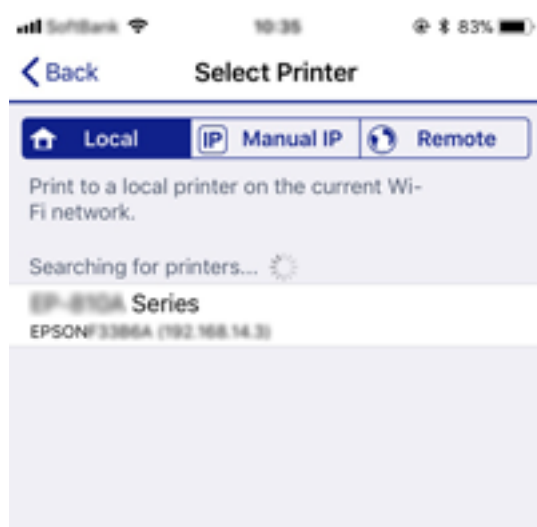 SoftBank 10:35 83%
Back Select Printer
Local IP Manual IP Remote
Print to a local printer on the current Wi-
Fi network.
Searching for printers...
Series
EPSON